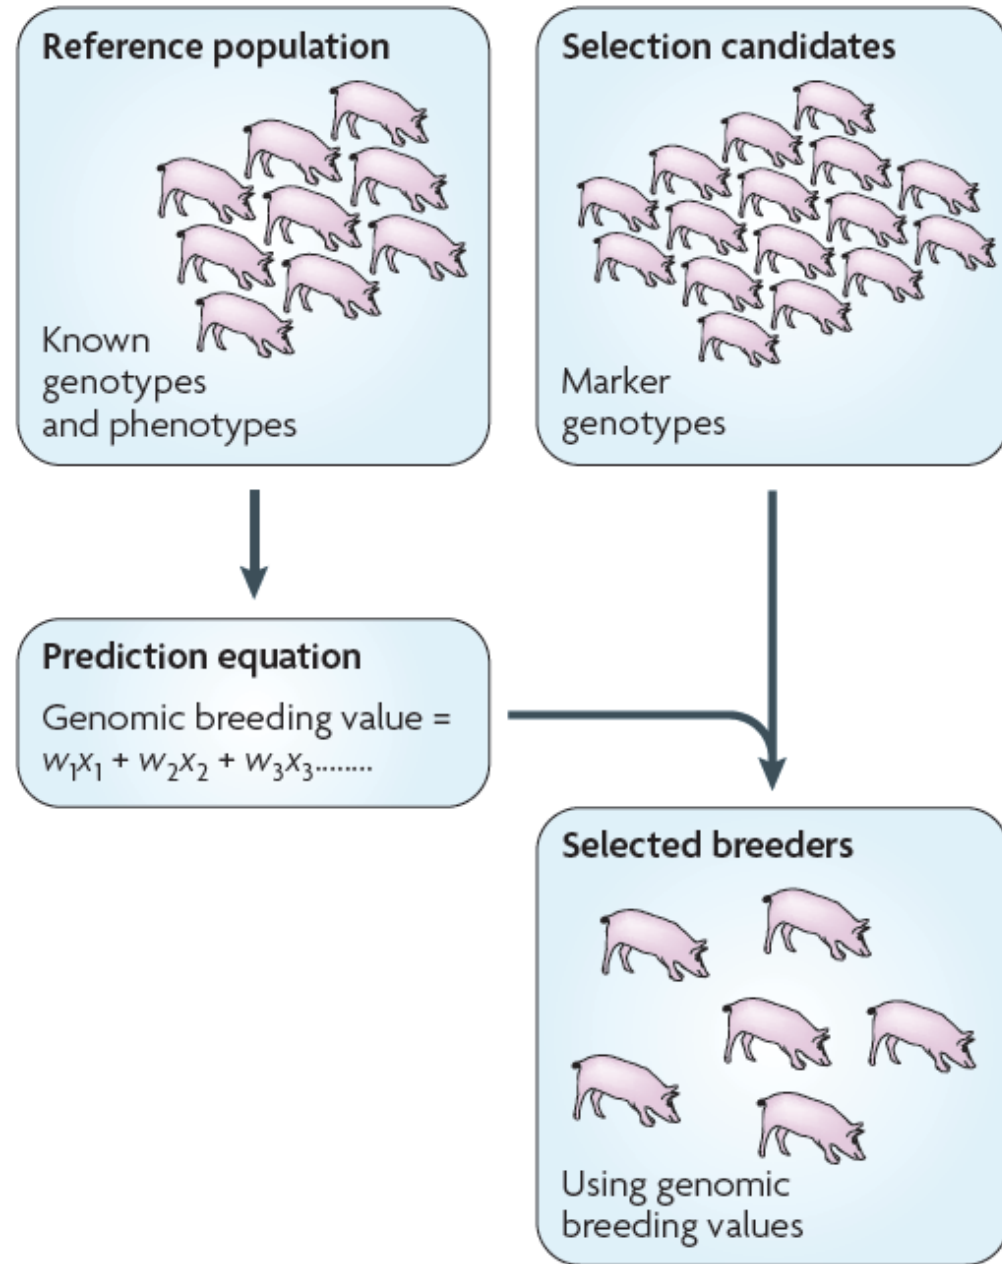 Reference population
Known
genotypes
and phenotypes
Selection candidates
Marker
genotypes
Prediction equation
Genomic breeding value =
w₁x₁ + w₂x₂ + w₃x₃........
Selected breeders
Using genomic
breeding values